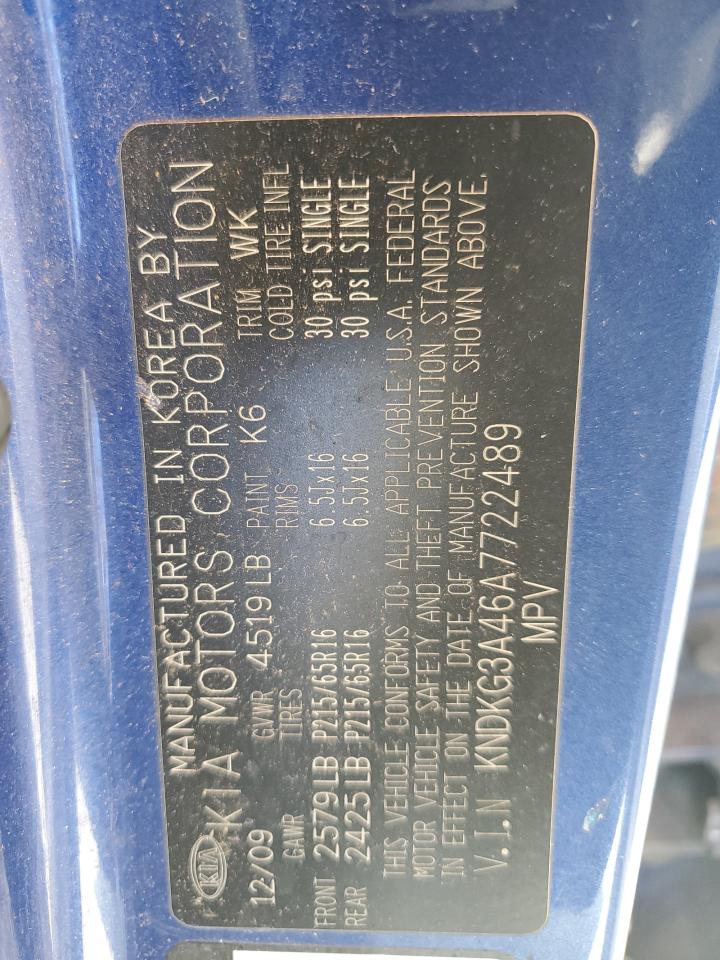 MANUFACTURED IN KOREA BY
KIA KIA MOTORS CORPORATION
12/09 GVWR 4519LB PAINT K6 TRIM WK
GAWR TIRES RIMS COLD TIRE INFL
FRONT 2579LB P215/65R16 6.5Jx16 30 psi SINGLE
REAR 2425LB P215/65R16 6.5Jx16 30 psi SINGLE
THIS VEHICLE CONFORMS TO ALL APPLICABLE U.S.A. FEDERAL
MOTOR VEHICLE SAFETY AND THEFT PREVENTION STANDARDS
IN EFFECT ON THE DATE OF MANUFACTURE SHOWN ABOVE.
V.I.N KNDKG3A46A7722489
MPV